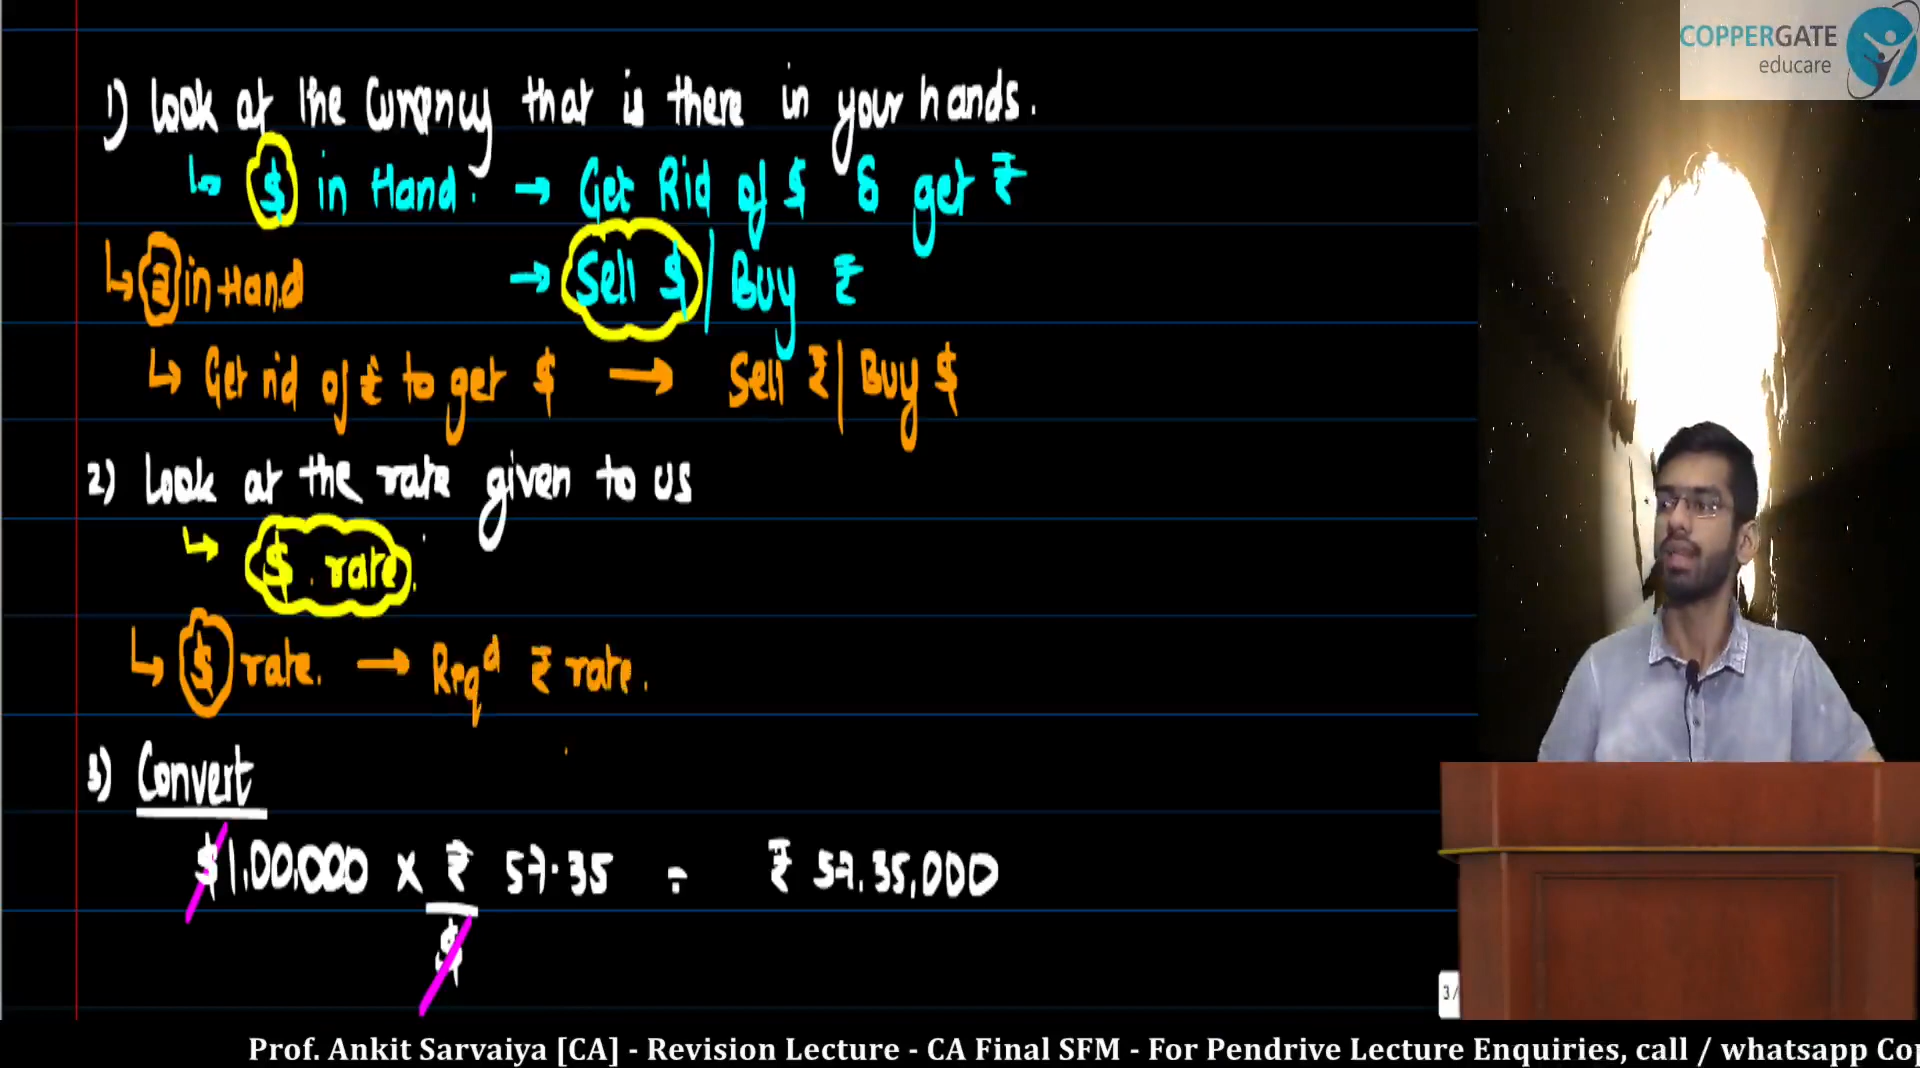 COPPERGATE
educare
1) Look at the Currency that is there in your hands.
↳ $ in Hand. → Get Rid of $ & get ₹
→ Sell $ | Buy ₹
↳ ₹ in Hand
↳ Get rid of ₹ to get $ → Sell ₹ | Buy $
2) Look at the rate given to us
↳ $ rate.
↳ $ rate. → Reqd ₹ rate.
3) Convert
$1,00,000 × ₹ 57.35 = ₹ 57,35,000
$
3/
Prof. Ankit Sarvaiya [CA] - Revision Lecture - CA Final SFM - For Pendrive Lecture Enquiries, call / whatsapp Cop